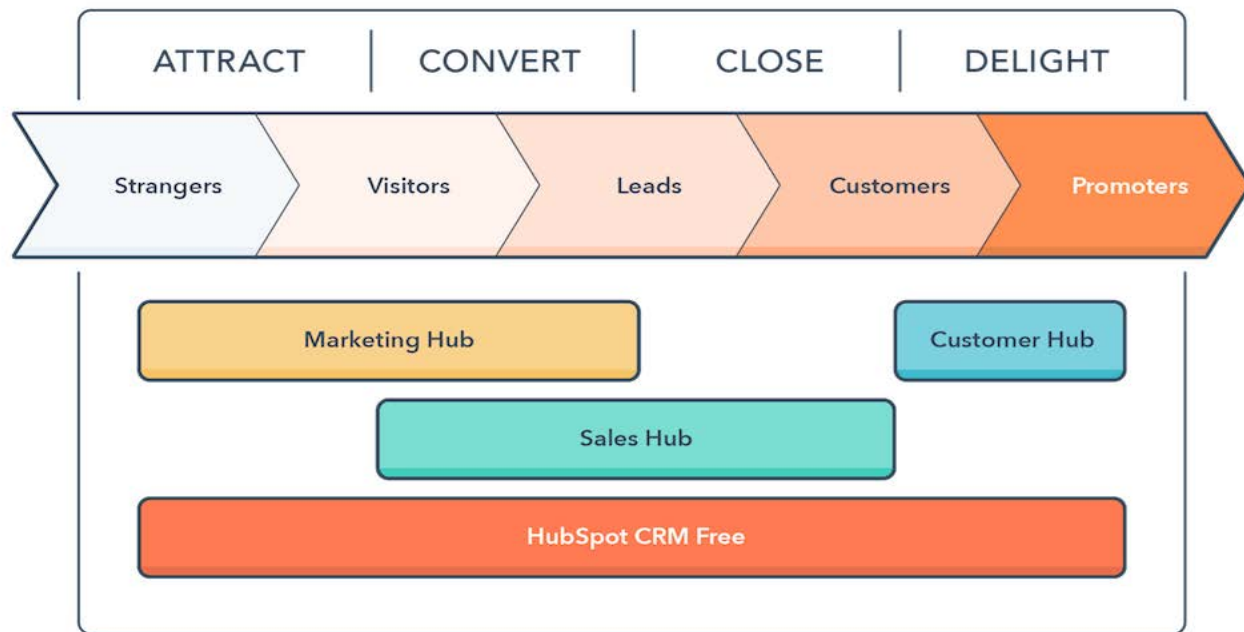 ATTRACT CONVERT CLOSE DELIGHT
Strangers Visitors Leads Customers Promoters
Marketing Hub Customer Hub
Sales Hub
HubSpot CRM Free